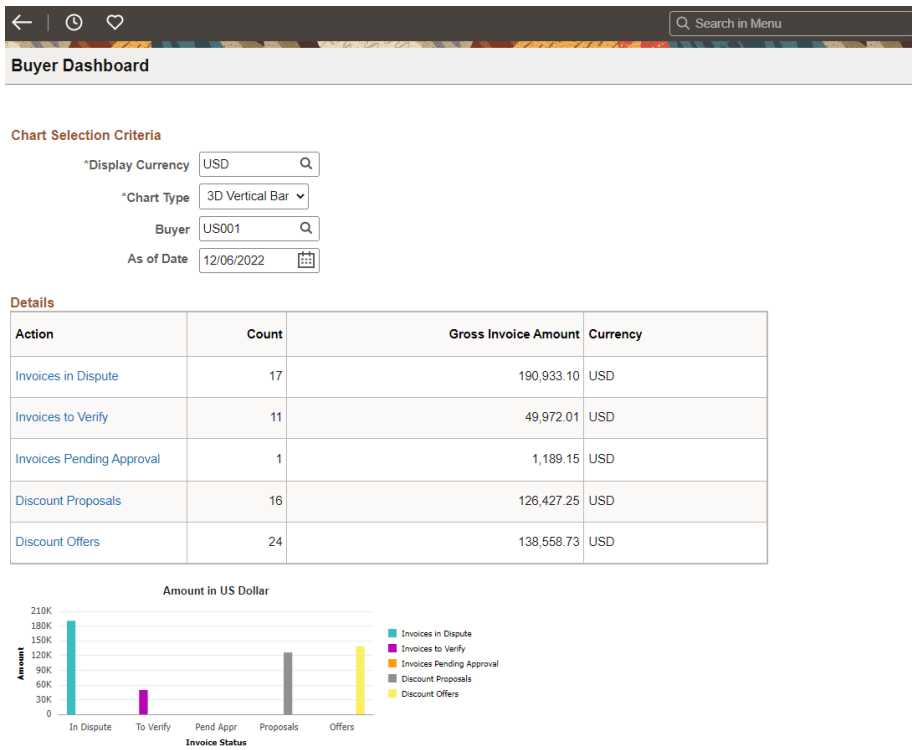 Search in Menu
Buyer Dashboard
Chart Selection Criteria
*Display Currency USD
*Chart Type 3D Vertical Bar
Buyer US001
As of Date 12/06/2022
Details
Action Count Gross Invoice Amount Currency
Invoices in Dispute 17 190,933.10 USD
Invoices to Verify 11 49,972.01 USD
Invoices Pending Approval 1 1,189.15 USD
Discount Proposals 16 126,427.25 USD
Discount Offers 24 138,558.73 USD
Amount in US Dollar
Amount
210K
180K
150K
120K
90K
60K
30K
0
In Dispute To Verify Pend Appr Proposals Offers
Invoice Status
Invoices in Dispute
Invoices to Verify
Invoices Pending Approval
Discount Proposals
Discount Offers